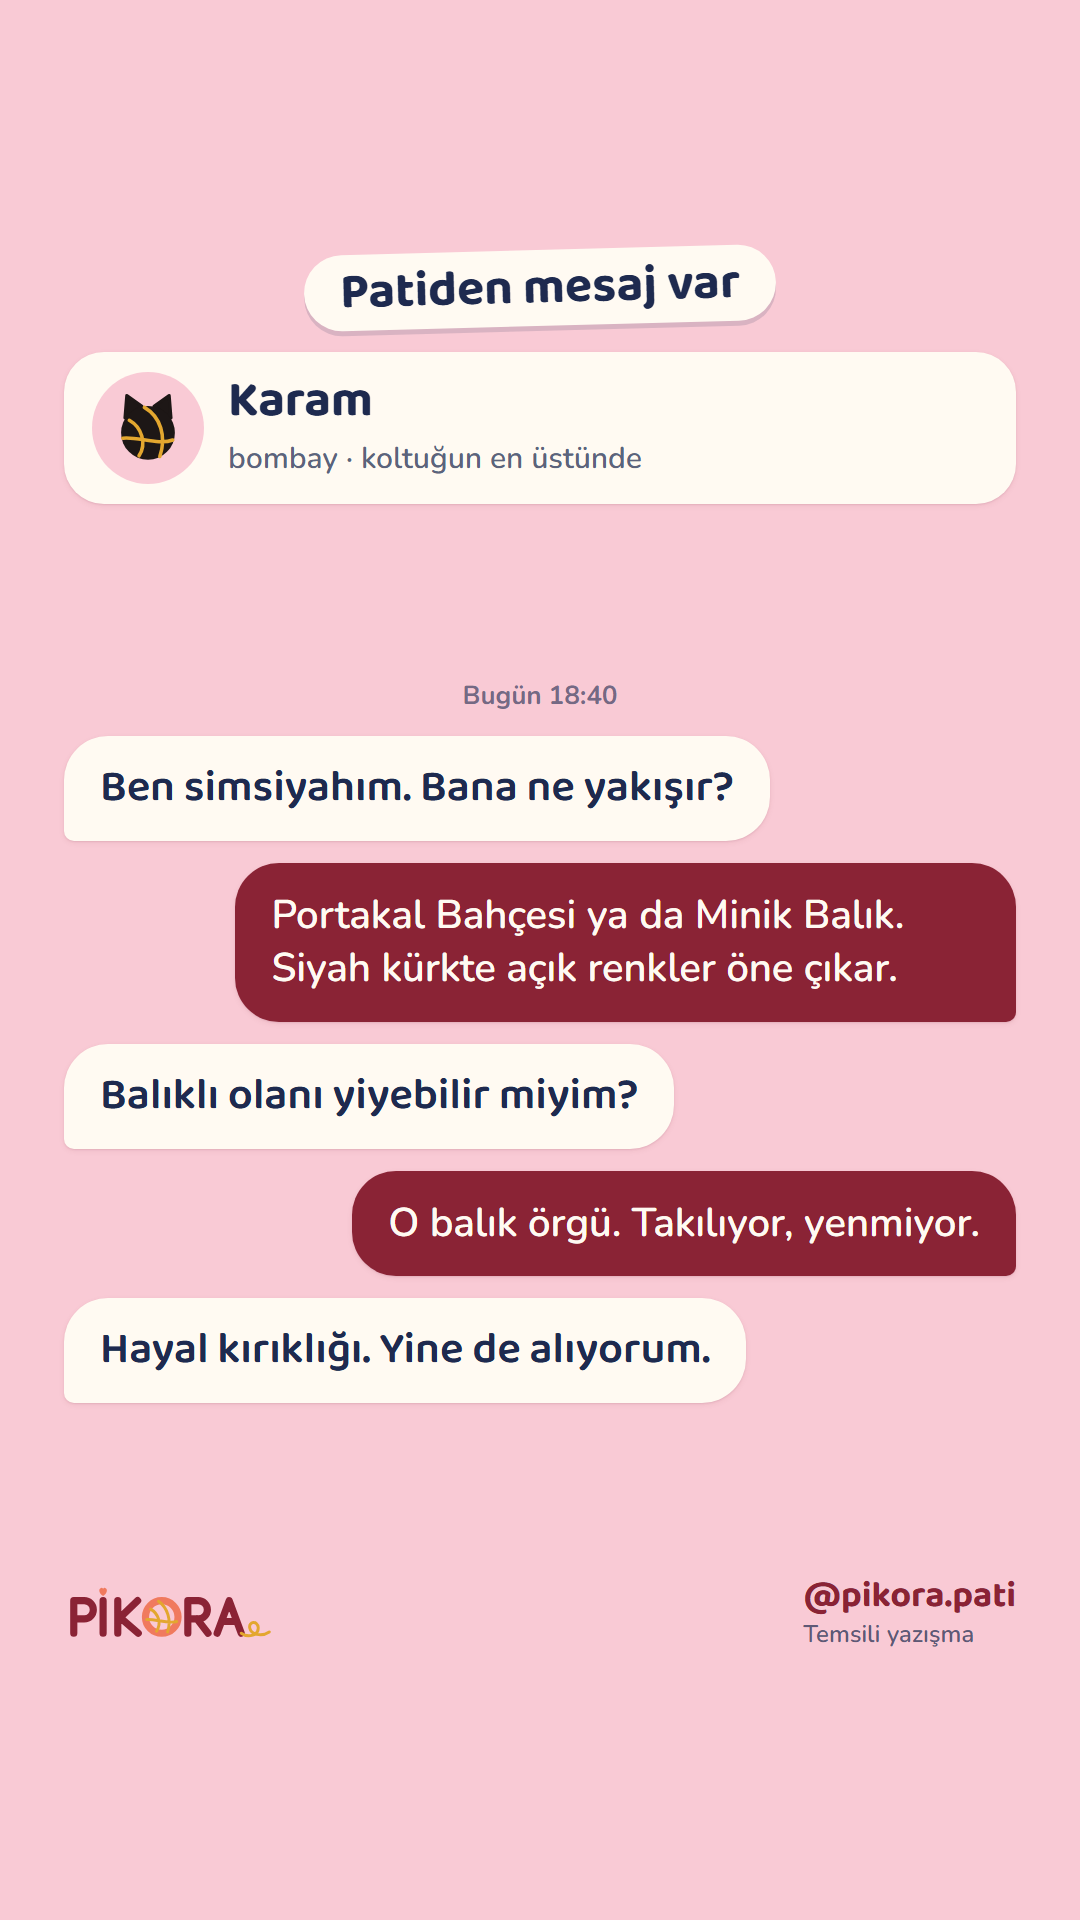 Patiden mesaj var
Karam
bombay · koltuğun en üstünde
Bugün 18:40
Ben simsiyahım. Bana ne yakışır?
Portakal Bahçesi ya da Minik Balık.
Siyah kürkte açık renkler öne çıkar.
Balıklı olanı yiyebilir miyim?
O balık örgü. Takılıyor, yenmiyor.
Hayal kırıklığı. Yine de alıyorum.
PİKORA
@pikora.pati
Temsili yazışma